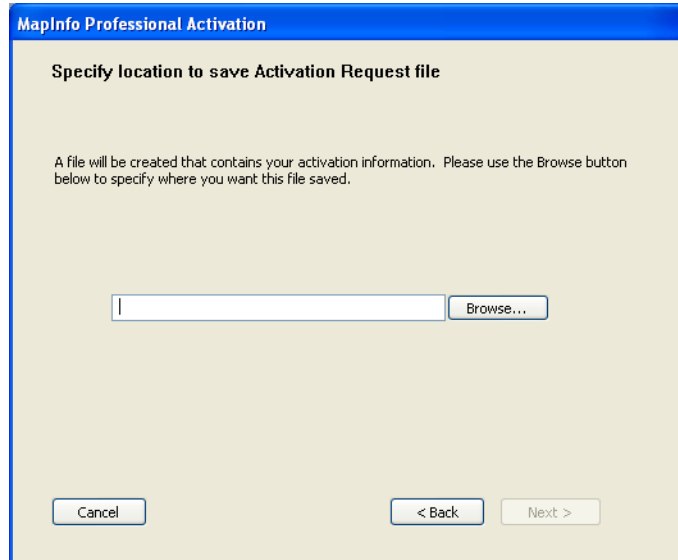 MapInfo Professional Activation
Specify location to save Activation Request file
A file will be created that contains your activation information.  Please use the Browse button
below to specify where you want this file saved.
Browse...
Cancel
< Back
Next >